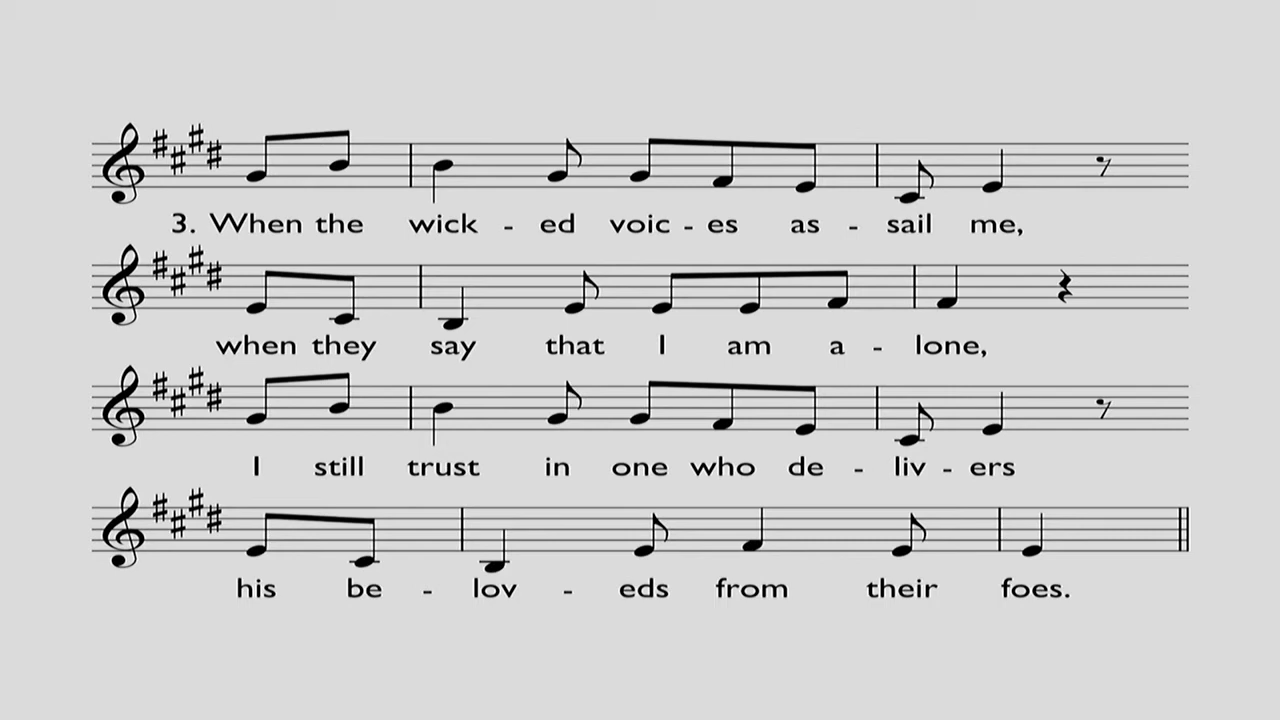 3. When the wick - ed voic - es as - sail me,
when they say that I am a - lone,
I still trust in one who de - liv - ers
his be - lov - eds from their foes.